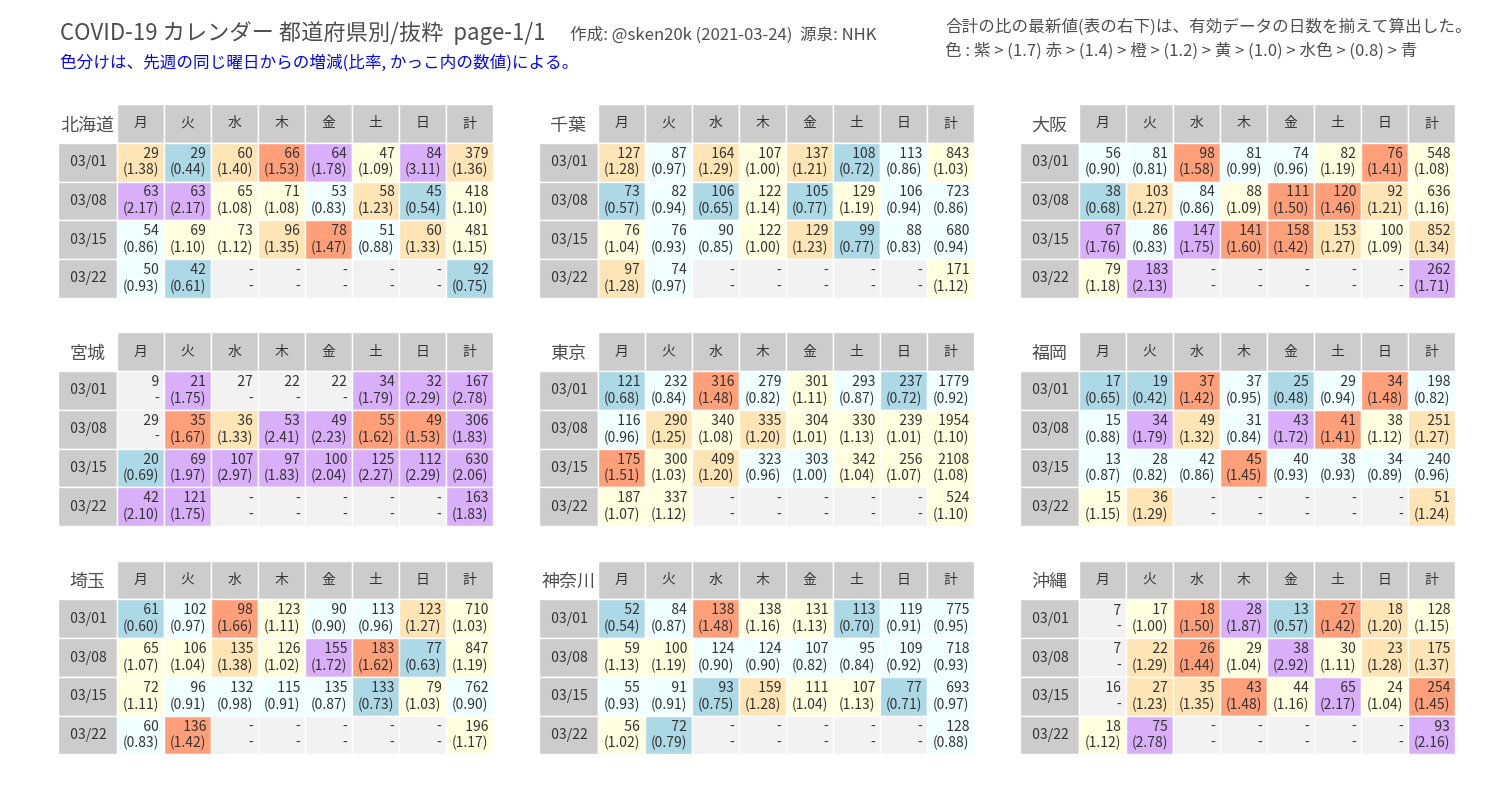 COVID-19 カレンダー 都道府県別/抜粋 page-1/1 作成: @sken20k (2021-03-24) 源泉: NHK
色分けは、先週の同じ曜日からの増減(比率, かっこ内の数値)による。
合計の比の最新値(表の右下)は、有効データの日数を揃えて算出した。
色 : 紫 > (1.7) 赤 > (1.4) > 橙 > (1.2) > 黄 > (1.0) > 水色 > (0.8) > 青
北海道 月 火 水 木 金 土 日 計
03/01 29 29 60 66 64 47 84 379
(1.38) (0.44) (1.40) (1.53) (1.78) (1.09) (3.11) (1.36)
03/08 63 63 65 71 53 58 45 418
(2.17) (2.17) (1.08) (1.08) (0.83) (1.23) (0.54) (1.10)
03/15 54 69 73 96 78 51 60 481
(0.86) (1.10) (1.12) (1.35) (1.47) (0.88) (1.33) (1.15)
03/22 50 42 - - - - - 92
(0.93) (0.61) - - - - - (0.75)
千葉 月 火 水 木 金 土 日 計
03/01 127 87 164 107 137 108 113 843
(1.28) (0.97) (1.29) (1.00) (1.21) (0.72) (0.86) (1.03)
03/08 73 82 106 122 105 129 106 723
(0.57) (0.94) (0.65) (1.14) (0.77) (1.19) (0.94) (0.86)
03/15 76 76 90 122 129 99 88 680
(1.04) (0.93) (0.85) (1.00) (1.23) (0.77) (0.83) (0.94)
03/22 97 74 - - - - - 171
(1.28) (0.97) - - - - - (1.12)
大阪 月 火 水 木 金 土 日 計
03/01 56 81 98 81 74 82 76 548
(0.90) (0.81) (1.58) (0.99) (0.96) (1.19) (1.41) (1.08)
03/08 38 103 84 88 111 120 92 636
(0.68) (1.27) (0.86) (1.09) (1.50) (1.46) (1.21) (1.16)
03/15 67 86 147 141 158 153 100 852
(1.76) (0.83) (1.75) (1.60) (1.42) (1.27) (1.09) (1.34)
03/22 79 183 - - - - - 262
(1.18) (2.13) - - - - - (1.71)
宮城 月 火 水 木 金 土 日 計
03/01 9 21 27 22 22 34 32 167
- (1.75) - - - (1.79) (2.29) (2.78)
03/08 29 35 36 53 49 55 49 306
- (1.67) (1.33) (2.41) (2.23) (1.62) (1.53) (1.83)
03/15 20 69 107 97 100 125 112 630
(0.69) (1.97) (2.97) (1.83) (2.04) (2.27) (2.29) (2.06)
03/22 42 121 - - - - - 163
(2.10) (1.75) - - - - - (1.83)
東京 月 火 水 木 金 土 日 計
03/01 121 232 316 279 301 293 237 1779
(0.68) (0.84) (1.48) (0.82) (1.11) (0.87) (0.72) (0.92)
03/08 116 290 340 335 304 330 239 1954
(0.96) (1.25) (1.08) (1.20) (1.01) (1.13) (1.01) (1.10)
03/15 175 300 409 323 303 342 256 2108
(1.51) (1.03) (1.20) (0.96) (1.00) (1.04) (1.07) (1.08)
03/22 187 337 - - - - - 524
(1.07) (1.12) - - - - - (1.10)
福岡 月 火 水 木 金 土 日 計
03/01 17 19 37 37 25 29 34 198
(0.65) (0.42) (1.42) (0.95) (0.48) (0.94) (1.48) (0.82)
03/08 15 34 49 31 43 41 38 251
(0.88) (1.79) (1.32) (0.84) (1.72) (1.41) (1.12) (1.27)
03/15 13 28 42 45 40 38 34 240
(0.87) (0.82) (0.86) (1.45) (0.93) (0.93) (0.89) (0.96)
03/22 15 36 - - - - - 51
(1.15) (1.29) - - - - - (1.24)
埼玉 月 火 水 木 金 土 日 計
03/01 61 102 98 123 90 113 123 710
(0.60) (0.97) (1.66) (1.11) (0.90) (0.96) (1.27) (1.03)
03/08 65 106 135 126 155 183 77 847
(1.07) (1.04) (1.38) (1.02) (1.72) (1.62) (0.63) (1.19)
03/15 72 96 132 115 135 133 79 762
(1.11) (0.91) (0.98) (0.91) (0.87) (0.73) (1.03) (0.90)
03/22 60 136 - - - - - 196
(0.83) (1.42) - - - - - (1.17)
神奈川 月 火 水 木 金 土 日 計
03/01 52 84 138 138 131 113 119 775
(0.54) (0.87) (1.48) (1.16) (1.13) (0.70) (0.91) (0.95)
03/08 59 100 124 124 107 95 109 718
(1.13) (1.19) (0.90) (0.90) (0.82) (0.84) (0.92) (0.93)
03/15 55 91 93 159 111 107 77 693
(0.93) (0.91) (0.75) (1.28) (1.04) (1.13) (0.71) (0.97)
03/22 56 72 - - - - - 128
(1.02) (0.79) - - - - - (0.88)
沖縄 月 火 水 木 金 土 日 計
03/01 7 17 18 28 13 27 18 128
- (1.00) (1.50) (1.87) (0.57) (1.42) (1.20) (1.15)
03/08 7 22 26 29 38 30 23 175
- (1.29) (1.44) (1.04) (2.92) (1.11) (1.28) (1.37)
03/15 16 27 35 43 44 65 24 254
- (1.23) (1.35) (1.48) (1.16) (2.17) (1.04) (1.45)
03/22 18 75 - - - - - 93
(1.12) (2.78) - - - - - (2.16)